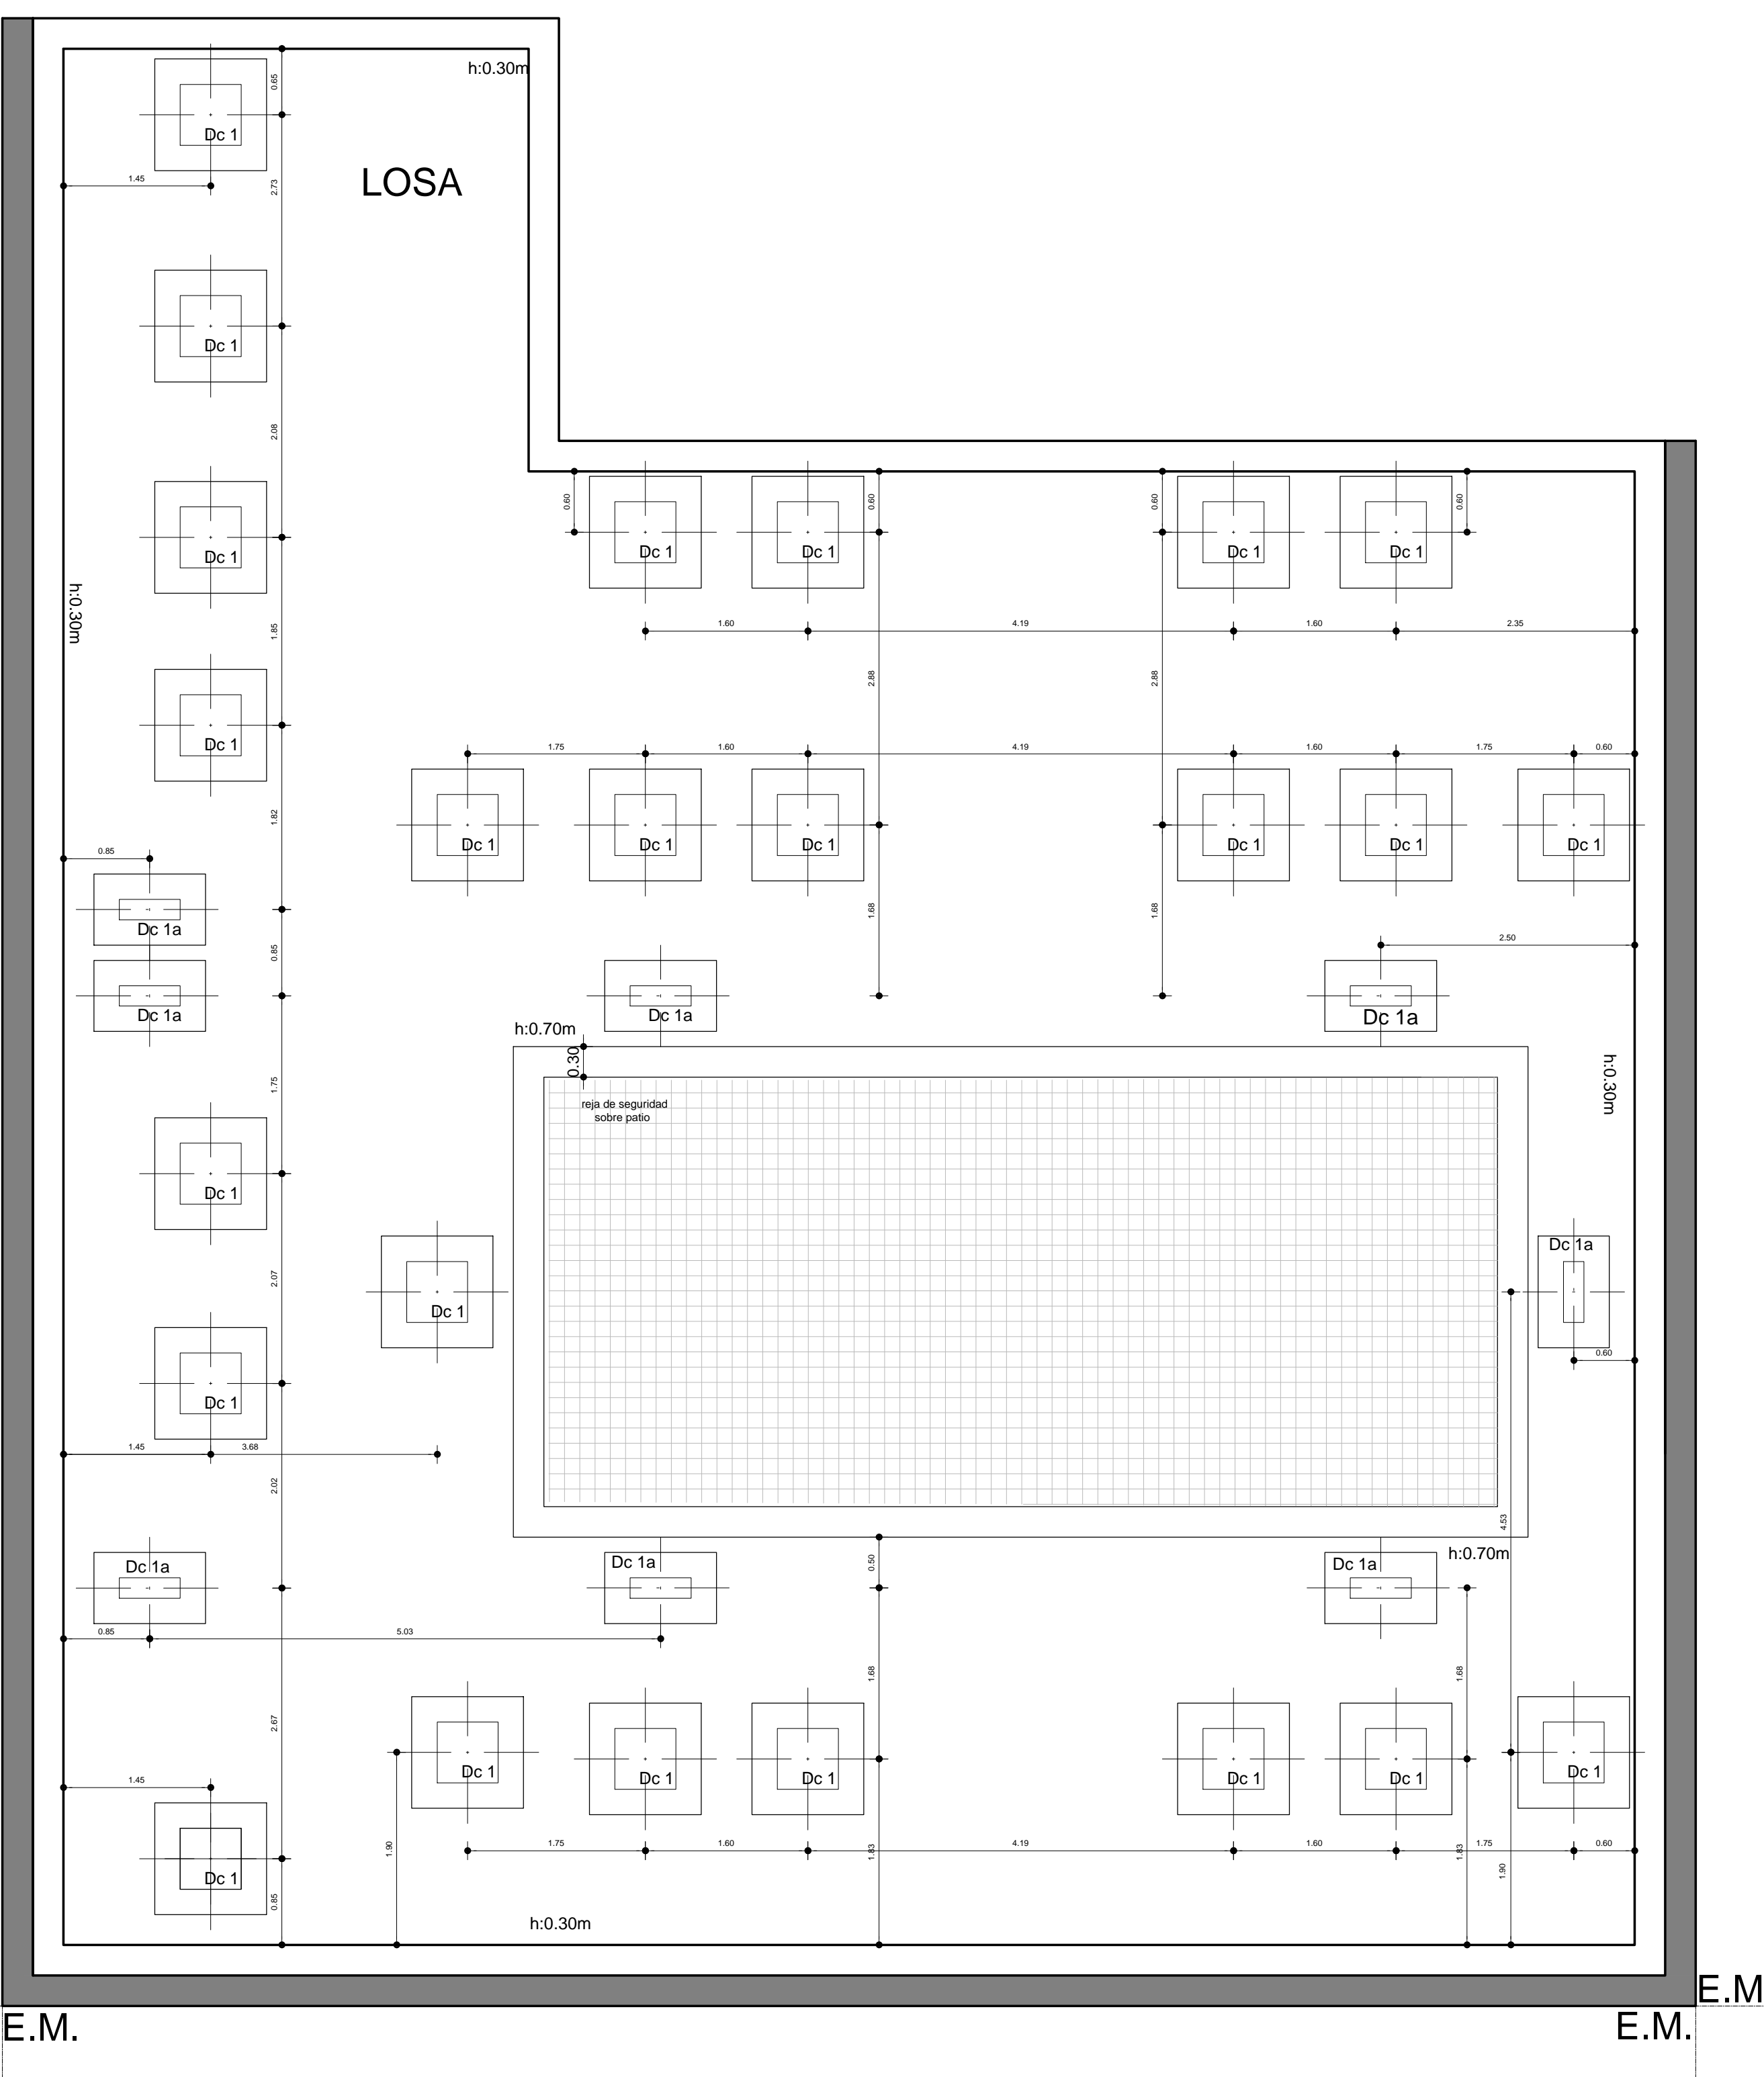 h:0.30m
0.65
Dc 1
LOSA
1.45
2.73
Dc 1
2.08
0.60
0.60
0.60
0.60
Dc 1
Dc 1
Dc 1
Dc 1
Dc 1
h:0.30m
1.85
1.60
4.19
1.60
2.35
2.88
2.88
Dc 1
1.75
1.60
4.19
1.60
1.75
0.60
1.82
Dc 1
Dc 1
Dc 1
Dc 1
Dc 1
Dc 1
0.85
Dc 1a
1.68
1.68
0.85
2.50
Dc 1a
Dc 1a
Dc 1a
h:0.70m
0.30
1.75
h:0.30m
reja de seguridad
sobre patio
Dc 1
Dc 1a
2.07
Dc 1
0.60
Dc 1
1.45
3.68
2.02
4.53
h:0.70m
Dc 1a
Dc 1a
0.50
Dc 1a
0.85
5.03
1.68
1.68
2.67
Dc 1
Dc 1
Dc 1
Dc 1
Dc 1
Dc 1
1.45
1.90
1.75
1.60
1.83
4.19
1.60
1.83
1.75
0.60
1.90
Dc 1
0.85
h:0.30m
E.M
E.M.
E.M.